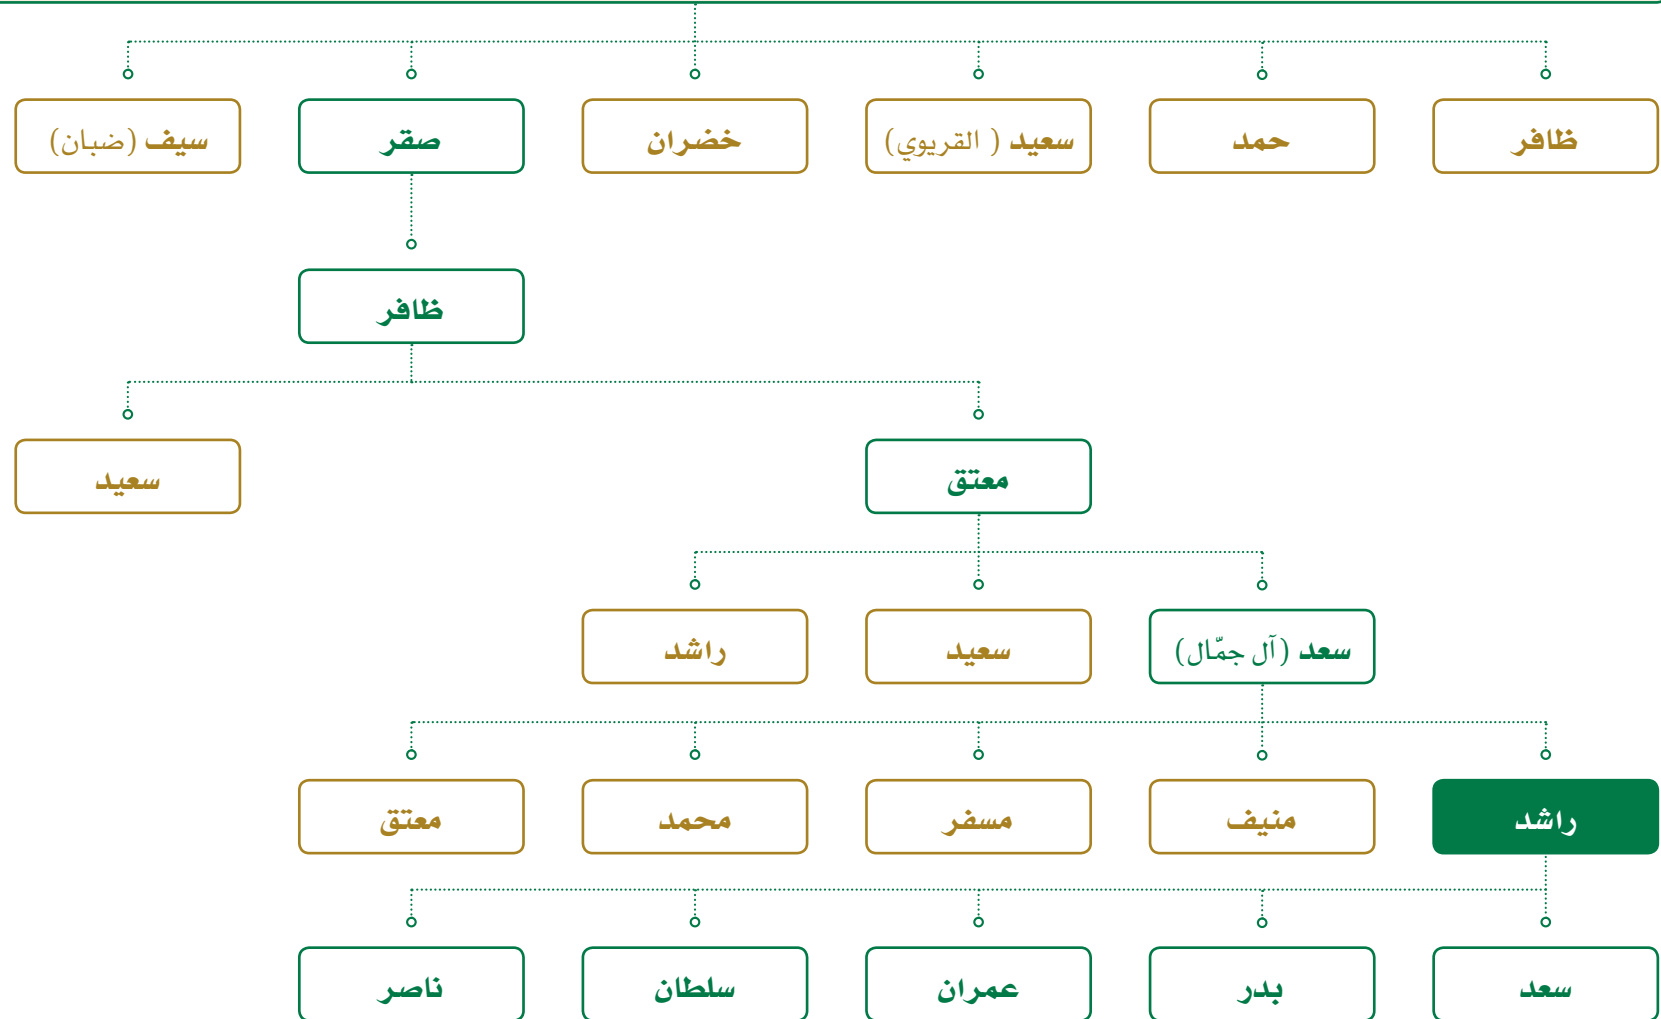 ظافر
حمد
سعيد ( القريوي)
خضران
صقر
سيف (ضبان)
ظافر
معتق
سعيد
سعد (آل جمّال)
سعيد
راشد
راشد
منيف
مسفر
محمد
معتق
سعد
بدر
عمران
سلطان
ناصر